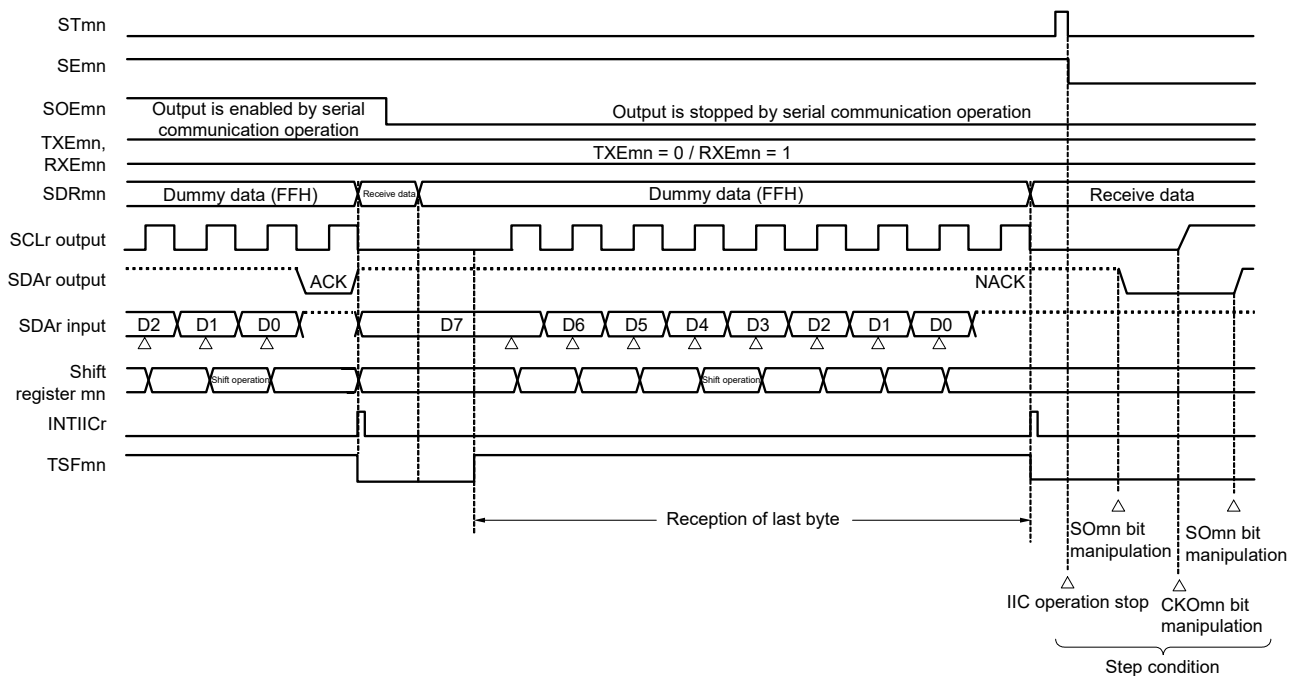 STmn
SEmn
SOEmn
Output is enabled by serial
communication operation
Output is stopped by serial communication operation
TXEmn,
RXEmn
TXEmn = 0 / RXEmn = 1
SDRmn
Dummy data (FFH)
Receive data
Dummy data (FFH)
Receive data
SCLr output
SDAr output
ACK
NACK
SDAr input
D2
D1
D0
D7
D6
D5
D4
D3
D2
D1
D0
Shift
register mn
Shift operation
Shift operation
INTIICr
TSFmn
Reception of last byte
SOmn bit
manipulation
SOmn bit
manipulation
IIC operation stop
CKOmn bit
manipulation
Step condition